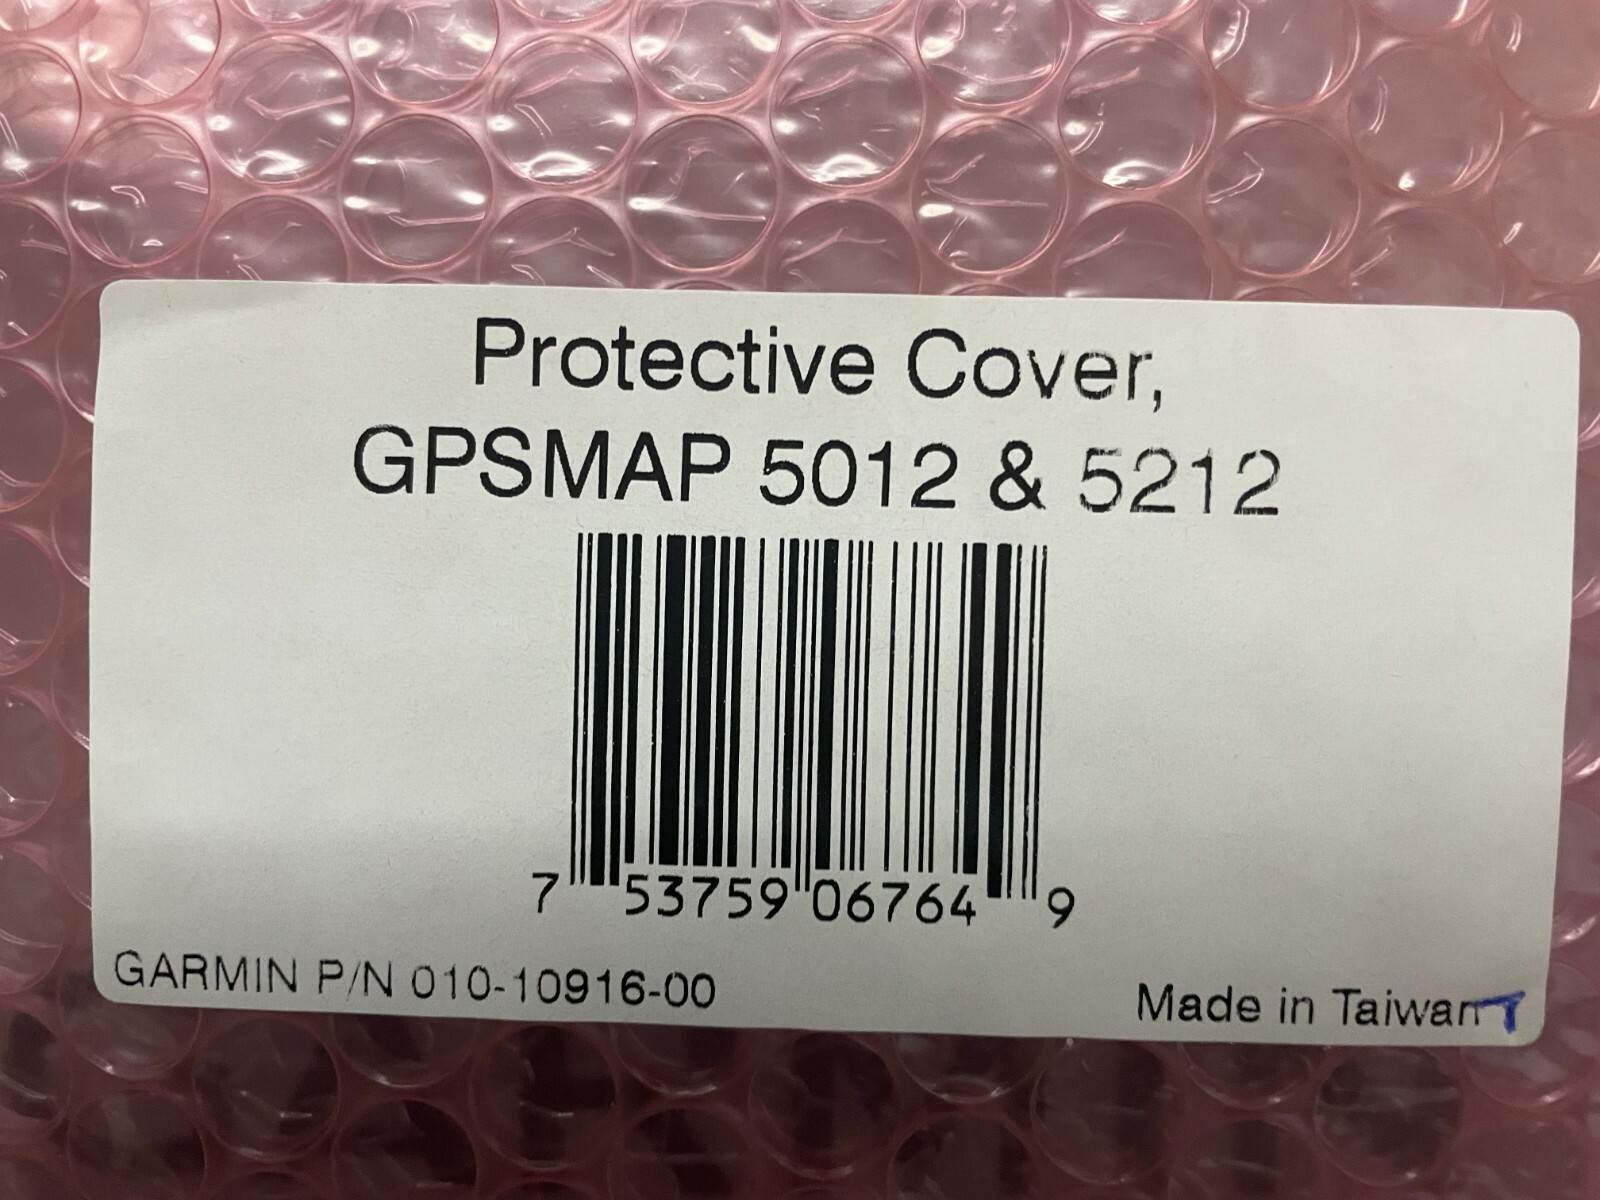 Protective Cover,
GPSMAP 5012 & 5212
7 53759 06764 9
GARMIN P/N 010-10916-00
Made in Taiwan